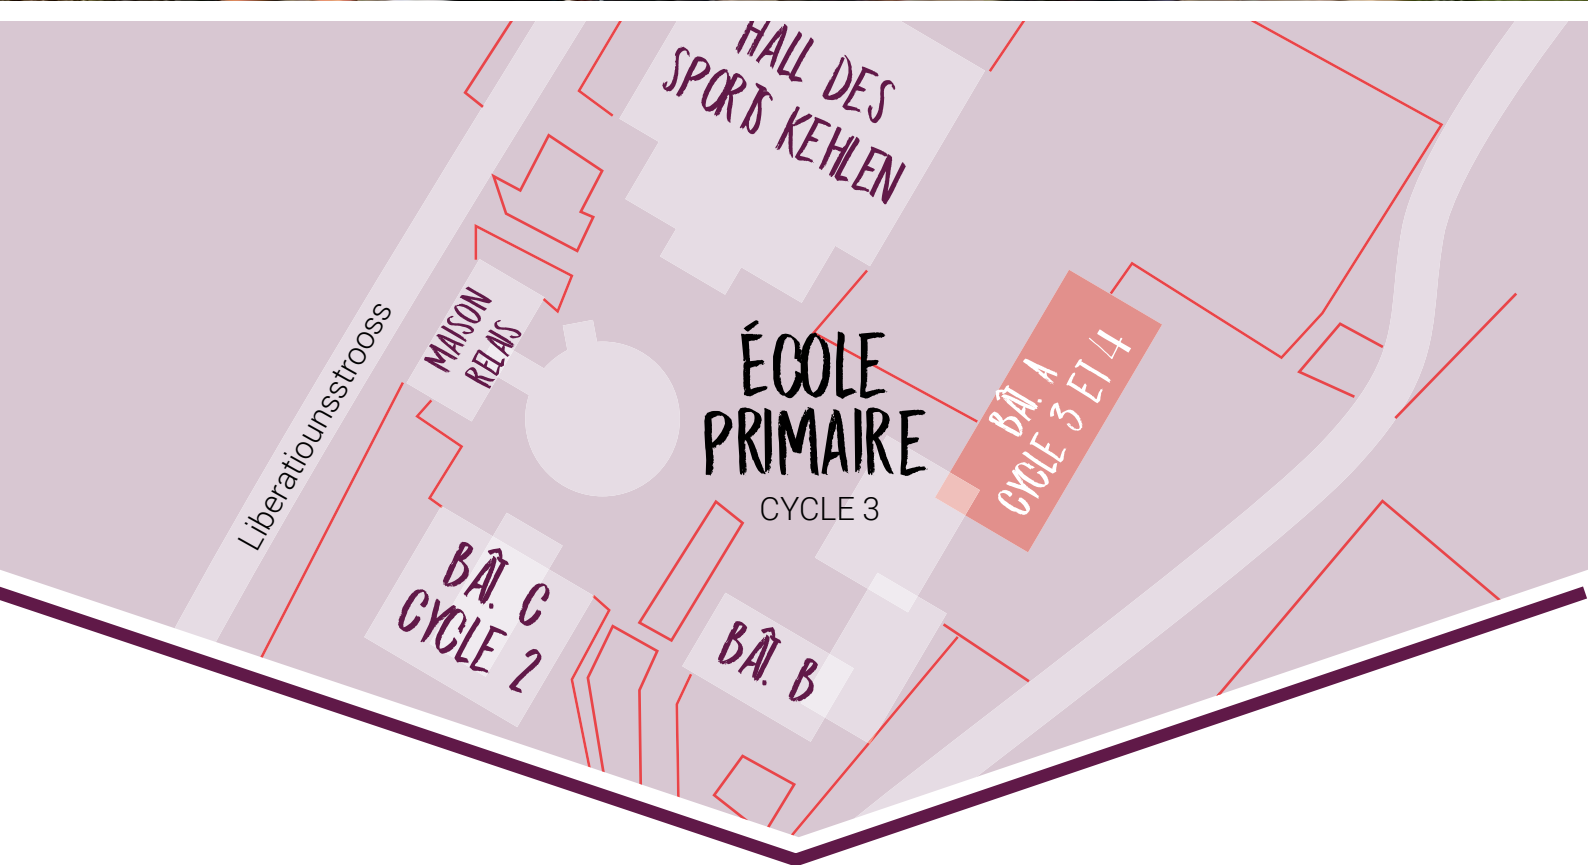 HALL DES
SPORTS KEHLEN
MAISON
RELAIS
Liberatiounsstrooss
ÉCOLE
PRIMAIRE
CYCLE 3
BÂT. A
CYCLE 3 ET 4
BÂT. C
CYCLE 2
BÂT. B